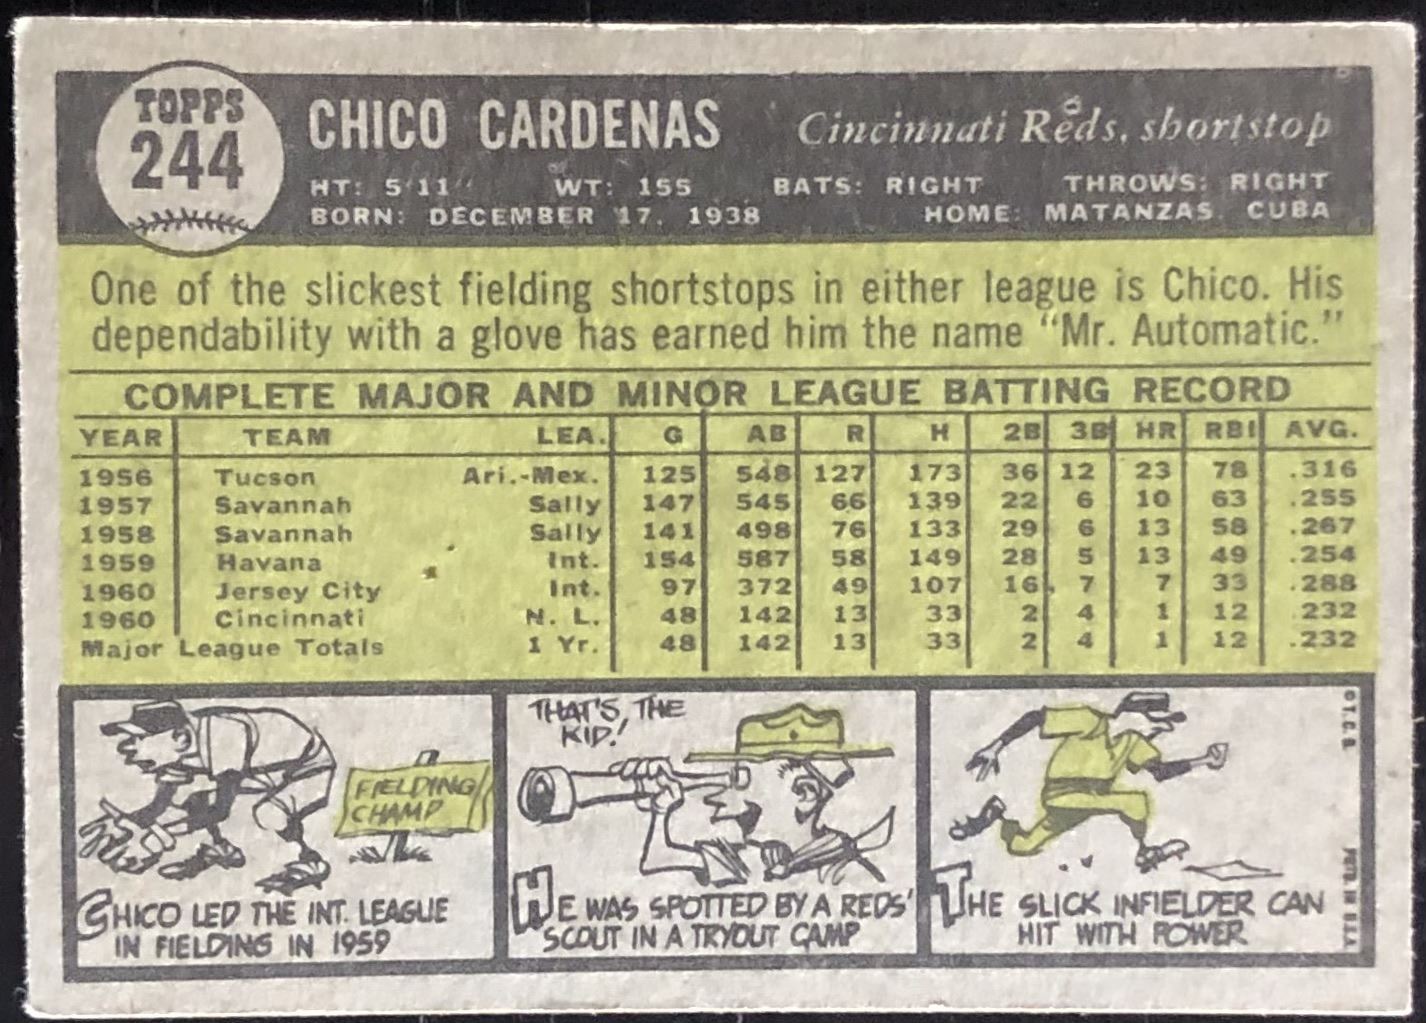 TOPPS
244
CHICO CARDENAS
Cincinnati Reds, shortstop
HT: 5'11" WT: 155 BATS: RIGHT THROWS: RIGHT
BORN: DECEMBER 17, 1938 HOME: MATANZAS, CUBA
One of the slickest fielding shortstops in either league is Chico. His
dependability with a glove has earned him the name "Mr. Automatic."
COMPLETE MAJOR AND MINOR LEAGUE BATTING RECORD
YEAR TEAM LEA. G AB R H 2B 3B HR RBI AVG.
1956 Tucson Ari.-Mex. 125 548 127 173 36 12 23 78 .316
1957 Savannah Sally 147 545 66 139 22 6 10 63 .255
1958 Savannah Sally 141 498 76 133 29 6 13 58 .267
1959 Havana Int. 154 587 58 149 28 5 13 49 .254
1960 Jersey City Int. 97 372 49 107 16 7 7 33 .288
1960 Cincinnati N. L. 48 142 13 33 2 4 1 12 .232
Major League Totals 1 Yr. 48 142 13 33 2 4 1 12 .232
FIELDING
CHAMP
CHICO LED THE INT. LEAGUE
IN FIELDING IN 1959
THAT'S, THE
KID!
HE WAS SPOTTED BY A REDS'
SCOUT IN A TRYOUT CAMP
THE SLICK INFIELDER CAN
HIT WITH POWER.
© T.C.G. PRTD IN U.S.A.